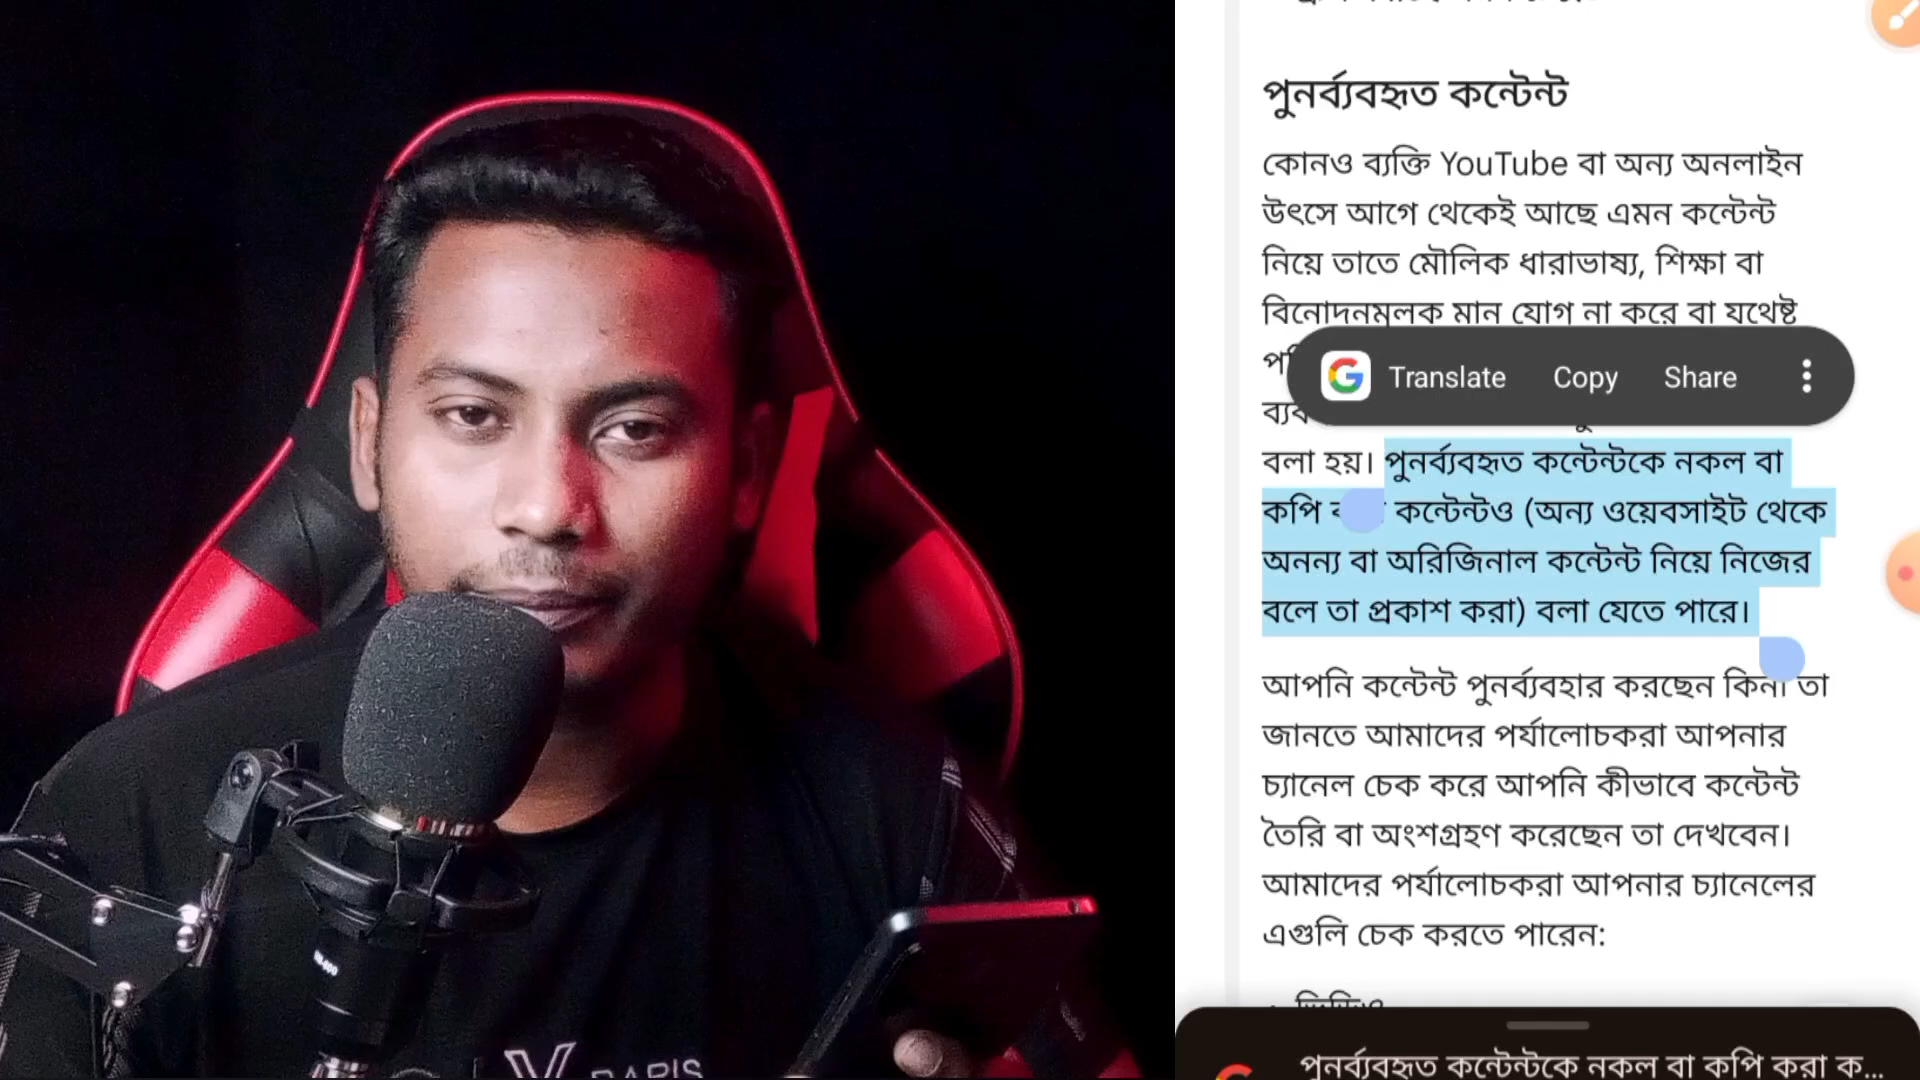 পুনর্ব্যবহৃত কন্টেন্ট
কোনও ব্যক্তি YouTube বা অন্য অনলাইন
উৎসে আগে থেকেই আছে এমন কন্টেন্ট
নিয়ে তাতে মৌলিক ধারাভাষ্য, শিক্ষা বা
বিনোদনমূলক মান যোগ না করে বা যথেষ্ট
Translate Copy Share
বলা হয়। পুনর্ব্যবহৃত কন্টেন্টকে নকল বা
কপি কন্টেন্টও (অন্য ওয়েবসাইট থেকে
অনন্য বা অরিজিনাল কন্টেন্ট নিয়ে নিজের
বলে তা প্রকাশ করা) বলা যেতে পারে।
আপনি কন্টেন্ট পুনর্ব্যবহার করছেন কিনা তা
জানতে আমাদের পর্যালোচকরা আপনার
চ্যানেল চেক করে আপনি কীভাবে কন্টেন্ট
তৈরি বা অংশগ্রহণ করেছেন তা দেখবেন।
আমাদের পর্যালোচকরা আপনার চ্যানেলের
এগুলি চেক করতে পারেন:
পুনর্ব্যবহৃত কন্টেন্টকে নকল বা কপি করা ক...
PARIS